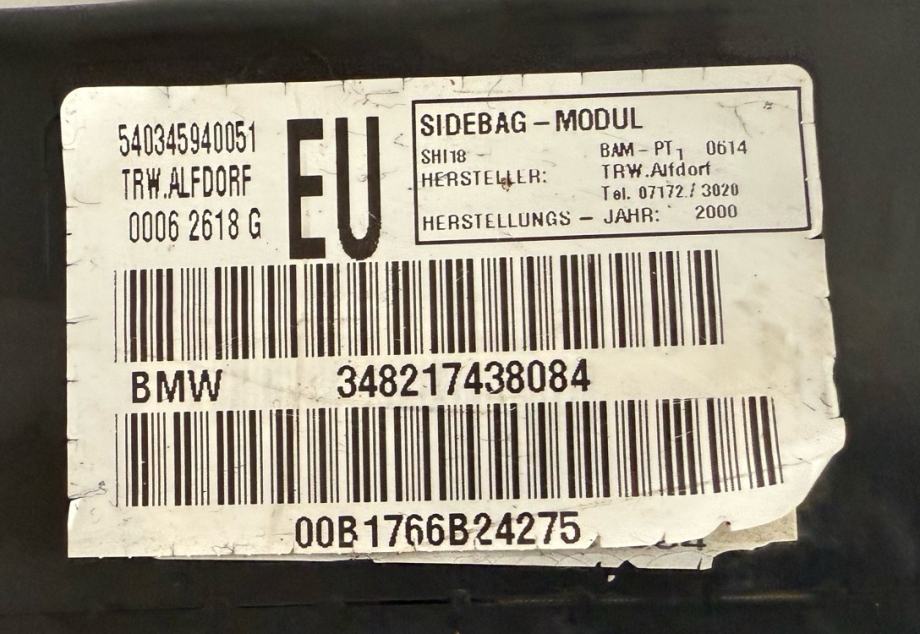 540345940051
TRW.ALFDORF
0006 2618 G
EU
SIDEBAG – MODUL
SHI18 BAM – PT1 0614
HERSTELLER: TRW.Alfdorf
Tel. 07172 / 3020
HERSTELLUNGS – JAHR: 2000
BMW 348217438084
00B1766B24275